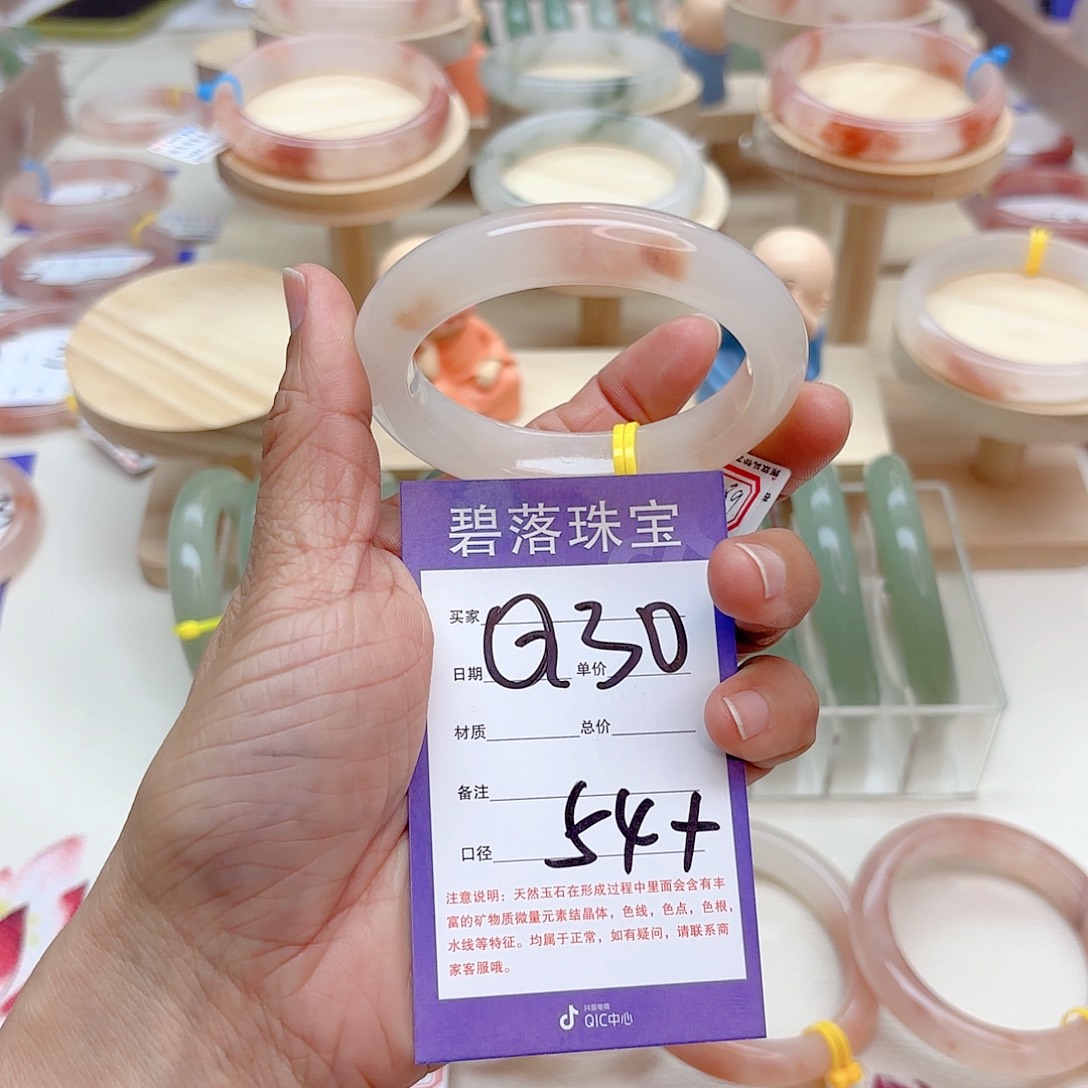 碧落珠宝
买家
Q30
日期 单价
材质 总价
备注
口径 54+
注意说明：天然玉石在形成过程中里面会含有丰
富的矿物质微量元素结晶体，色线，色点，色根，
水线等特征。均属于正常，如有疑问，请联系商
家客服哦。
抖音电商
QIC中心